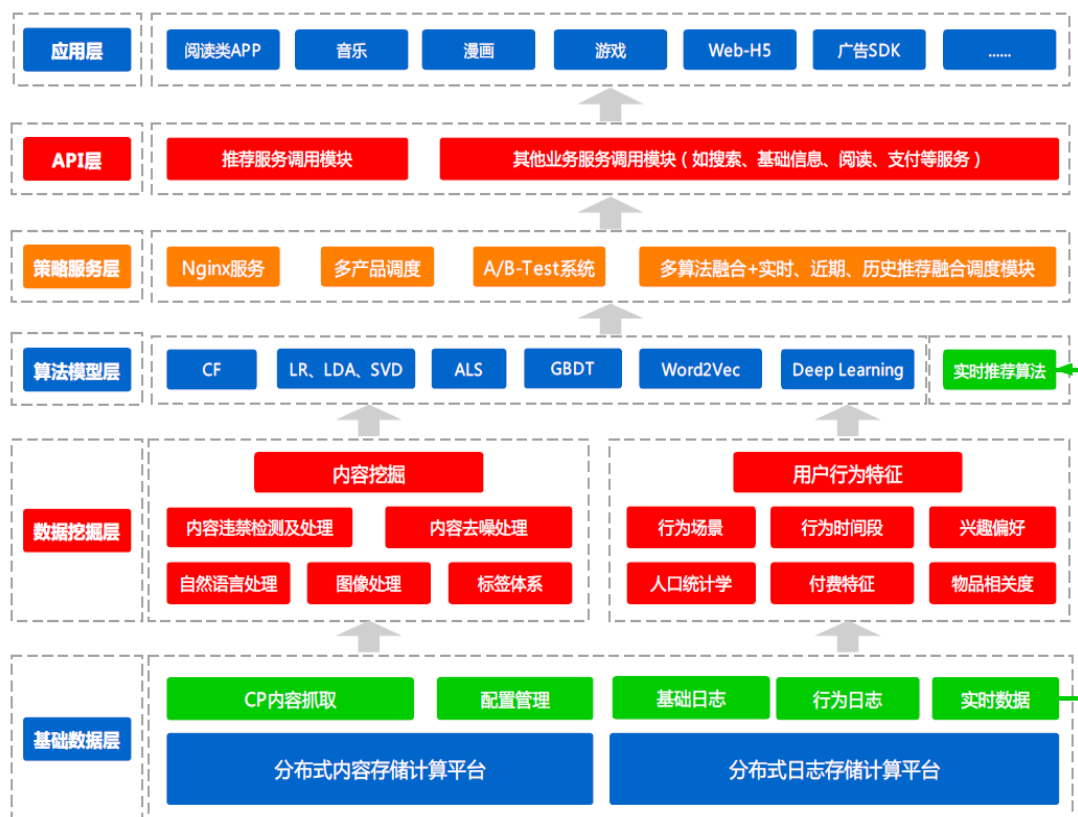 应用层
阅读类APP
音乐
漫画
游戏
Web-H5
广告SDK
......
API层
推荐服务调用模块
其他业务服务调用模块（如搜索、基础信息、阅读、支付等服务）
策略服务层
Nginx服务
多产品调度
A/B-Test系统
多算法融合+实时、近期、历史推荐融合调度模块
算法模型层
CF
LR、LDA、SVD
ALS
GBDT
Word2Vec
Deep Learning
实时推荐算法
数据挖掘层
内容挖掘
内容违禁检测及处理
内容去噪处理
自然语言处理
图像处理
标签体系
用户行为特征
行为场景
行为时间段
兴趣偏好
人口统计学
付费特征
物品相关度
基础数据层
CP内容抓取
配置管理
基础日志
行为日志
实时数据
分布式内容存储计算平台
分布式日志存储计算平台